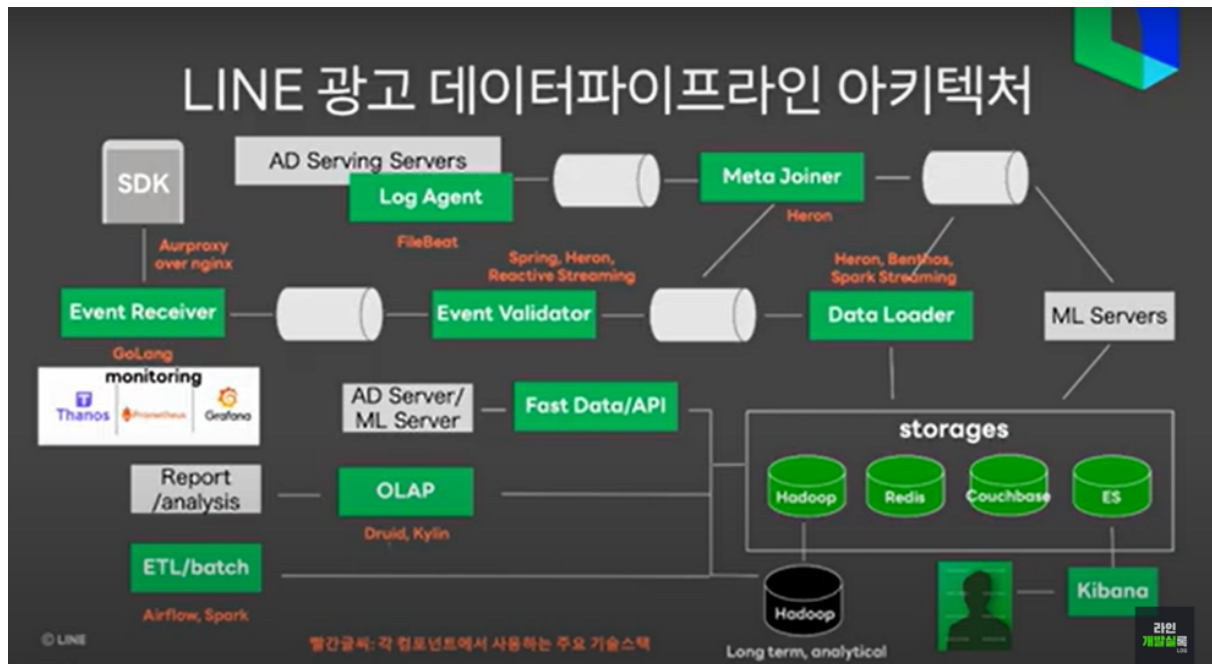 LINE 광고 데이터파이프라인 아키텍처
SDK
AD Serving Servers
Log Agent
FileBeat
Meta Joiner
Heron
Aurproxy
over nginx
Spring, Heron,
Reactive Streaming
Heron, Benthos,
Spark Streaming
Event Receiver
GoLang
Event Validator
Data Loader
ML Servers
monitoring
Thanos
Prometheus
Grafana
AD Server/
ML Server
Fast Data/API
storages
Hadoop
Redis
Couchbase
ES
Report
/analysis
OLAP
Druid, Kylin
ETL/batch
Airflow, Spark
Hadoop
Long term, analytical
Kibana
© LINE
빨간글씨: 각 컴포넌트에서 사용하는 주요 기술스택
라인
개발실록
LOG